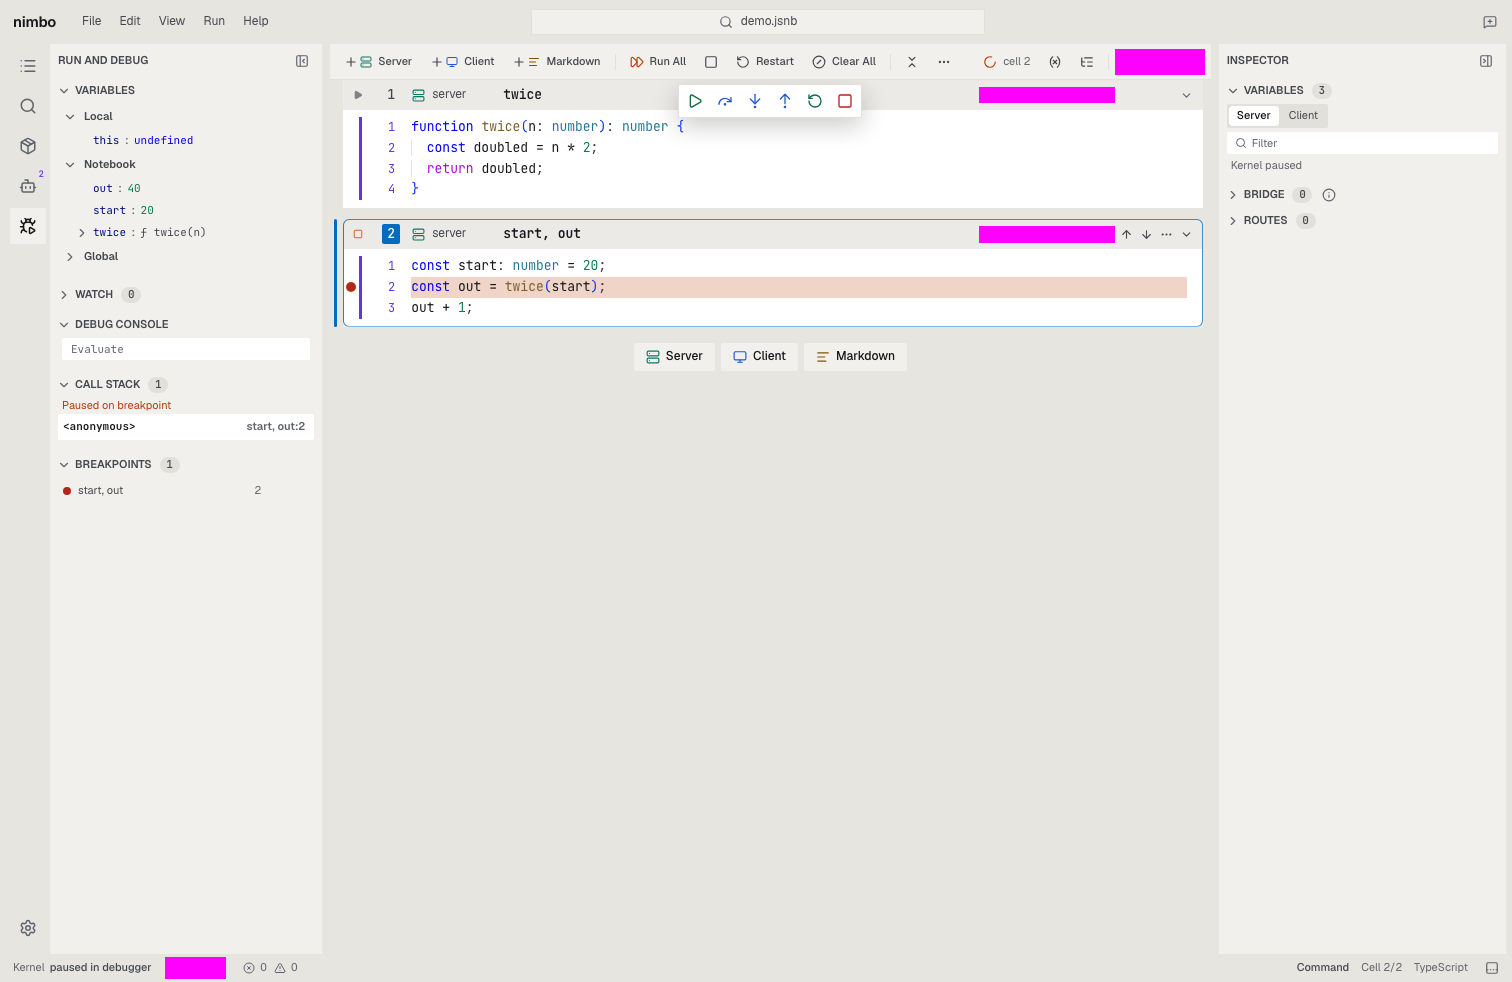 nimbo File Edit View Run Help demo.jsnb
RUN AND DEBUG
VARIABLES
Local
this : undefined
Notebook
out : 40
start : 20
twice : ƒ twice(n)
Global
WATCH 0
DEBUG CONSOLE
Evaluate
CALL STACK 1
Paused on breakpoint
<anonymous> start, out:2
BREAKPOINTS 1
start, out 2
2
Server Client Markdown Run All Restart Clear All cell 2
1 server twice
1 function twice(n: number): number {
2 const doubled = n * 2;
3 return doubled;
4 }
2 server start, out
1 const start: number = 20;
2 const out = twice(start);
3 out + 1;
Server Client Markdown
INSPECTOR
VARIABLES 3
Server Client
Filter
Kernel paused
BRIDGE 0
ROUTES 0
Kernel paused in debugger 0 0 Command Cell 2/2 TypeScript